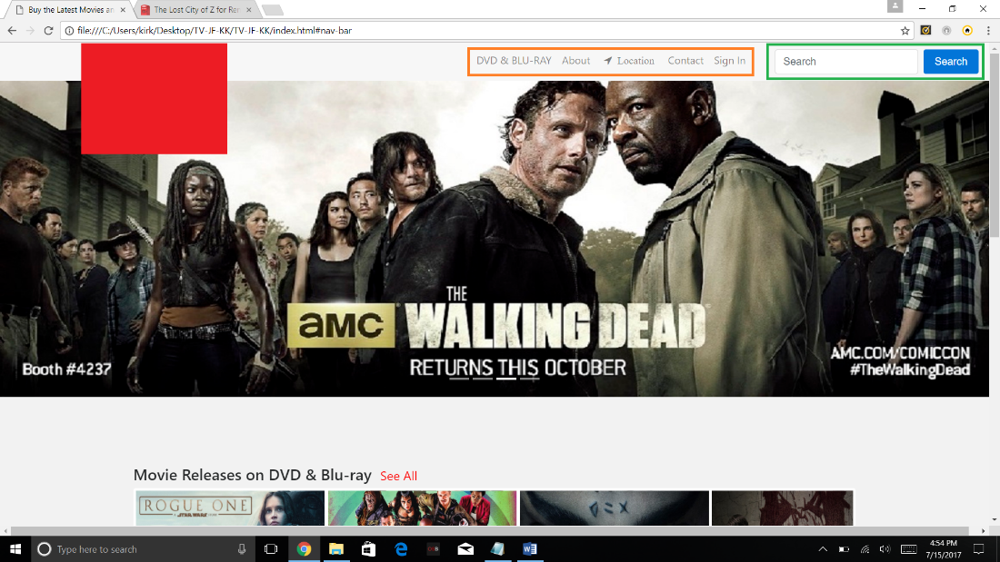 Buy the Latest Movies an
The Lost City of Z for Ren
file:///C:/Users/kirk/Desktop/TV-JF-KK/TV-JF-KK/index.html#nav-bar
DVD & BLU-RAY About Location Contact Sign In
Search Search
THE
amc WALKING DEAD
RETURNS THIS OCTOBER
Booth #4237
AMC.COM/COMICCON
#TheWalkingDead
Movie Releases on DVD & Blu-ray See All
ROGUE ONE
A STAR WARS STORY
Type here to search
4:54 PM
7/15/2017